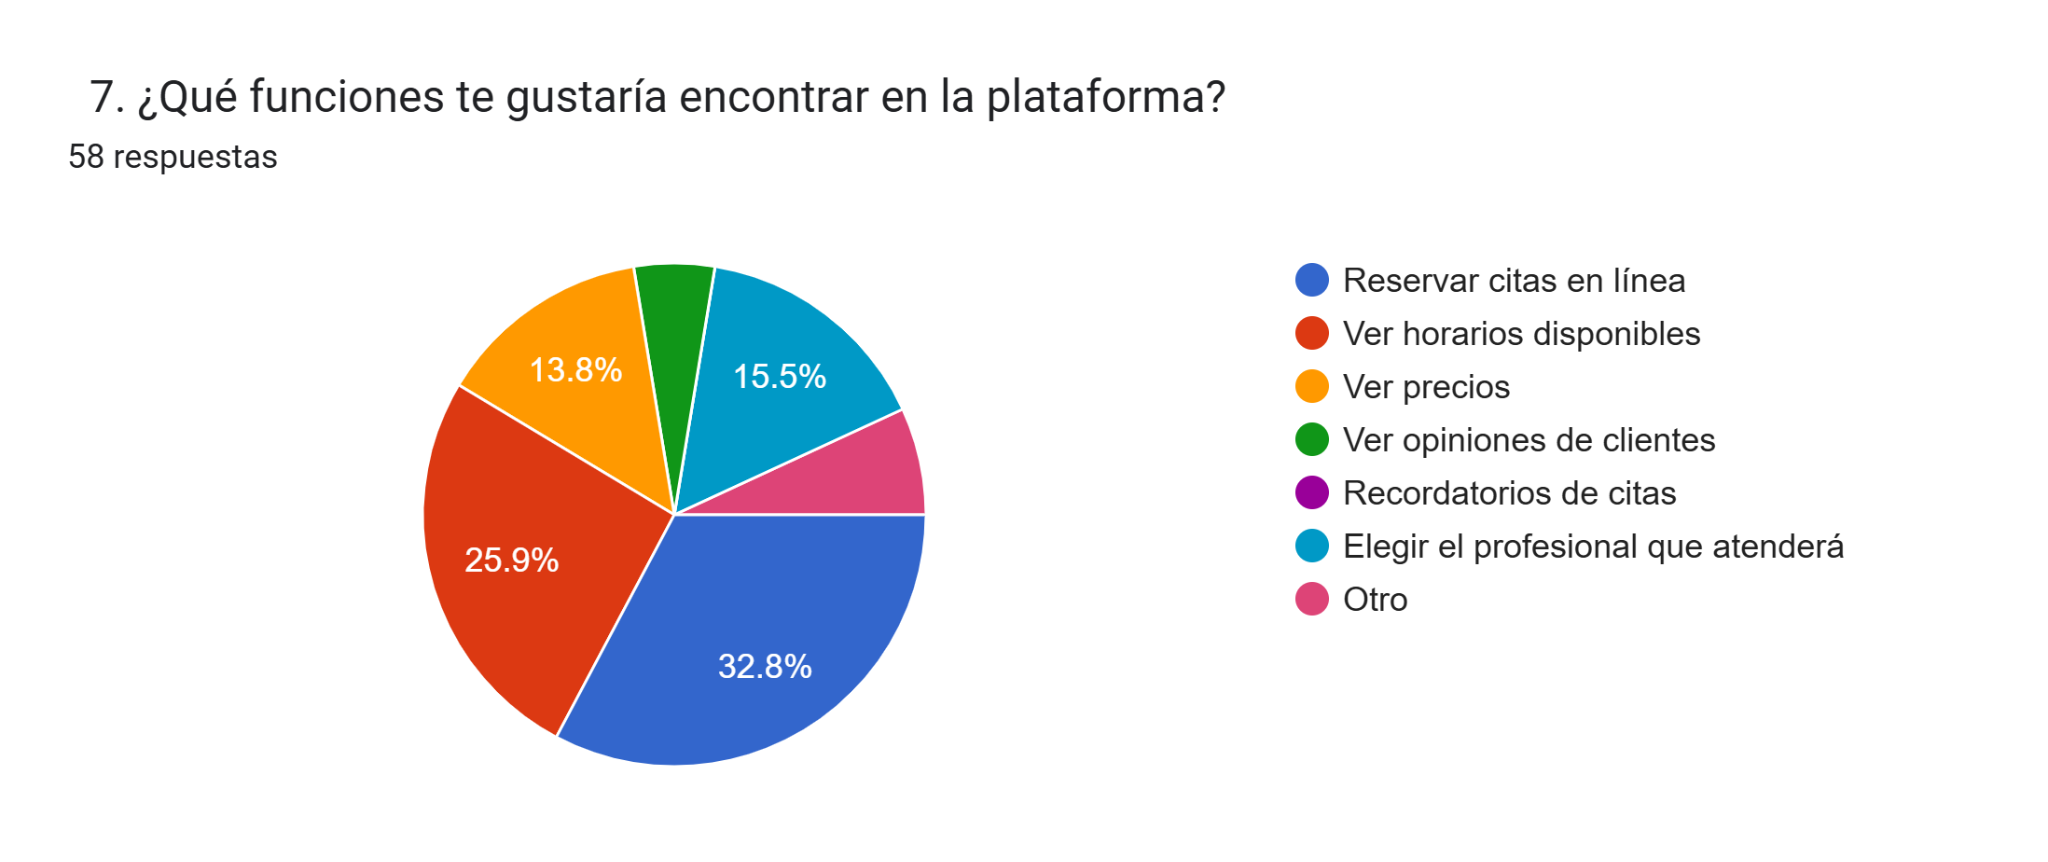 7. ¿Qué funciones te gustaría encontrar en la plataforma?
58 respuestas
13.8%
15.5%
25.9%
32.8%
Reservar citas en línea
Ver horarios disponibles
Ver precios
Ver opiniones de clientes
Recordatorios de citas
Elegir el profesional que atenderá
Otro